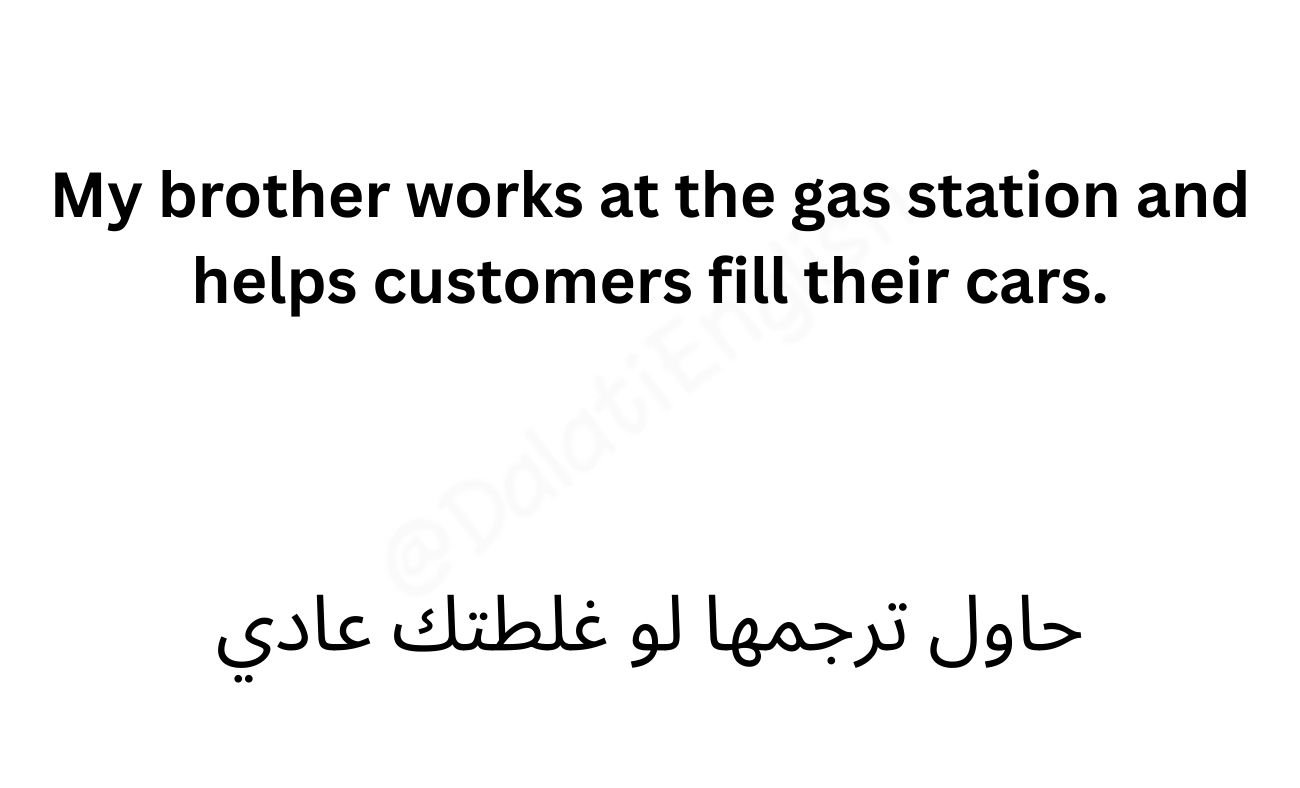 My brother works at the gas station and
helps customers fill their cars.
@DalatiEnglish
حاول ترجمها لو غلطتك عادي